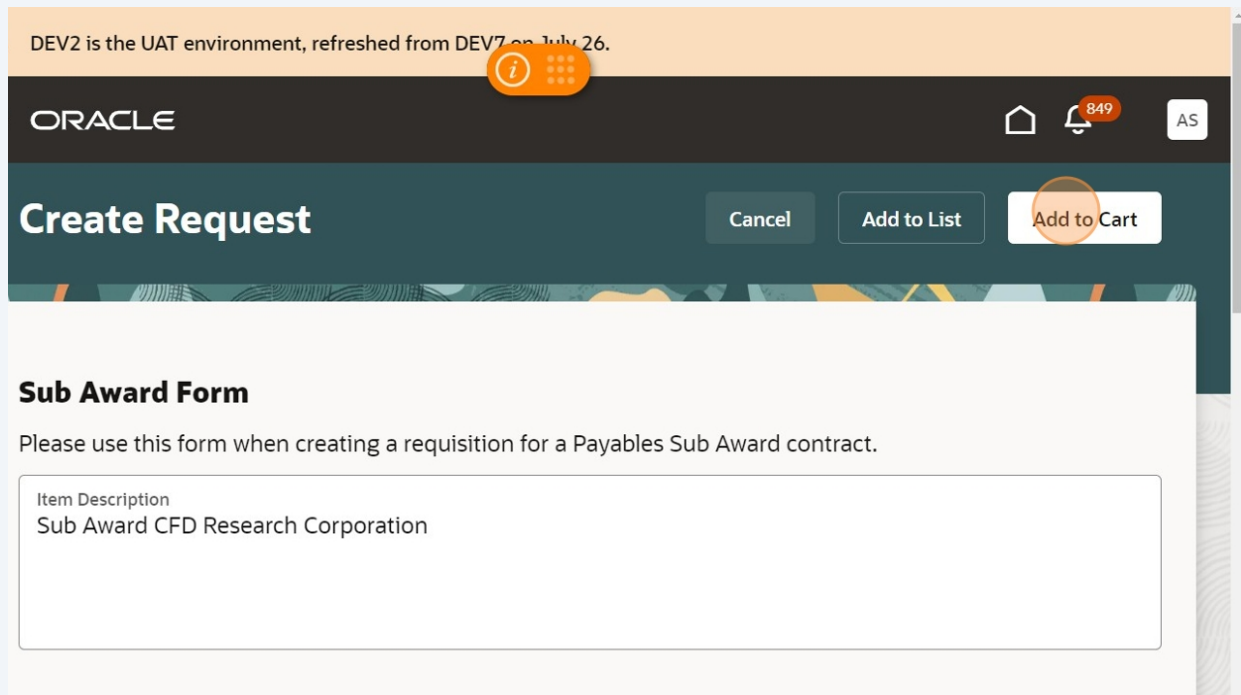 DEV2 is the UAT environment, refreshed from DEV7 on July 26.
ORACLE
849
AS
Create Request
Cancel
Add to List
Add to Cart
Sub Award Form
Please use this form when creating a requisition for a Payables Sub Award contract.
Item Description
Sub Award CFD Research Corporation